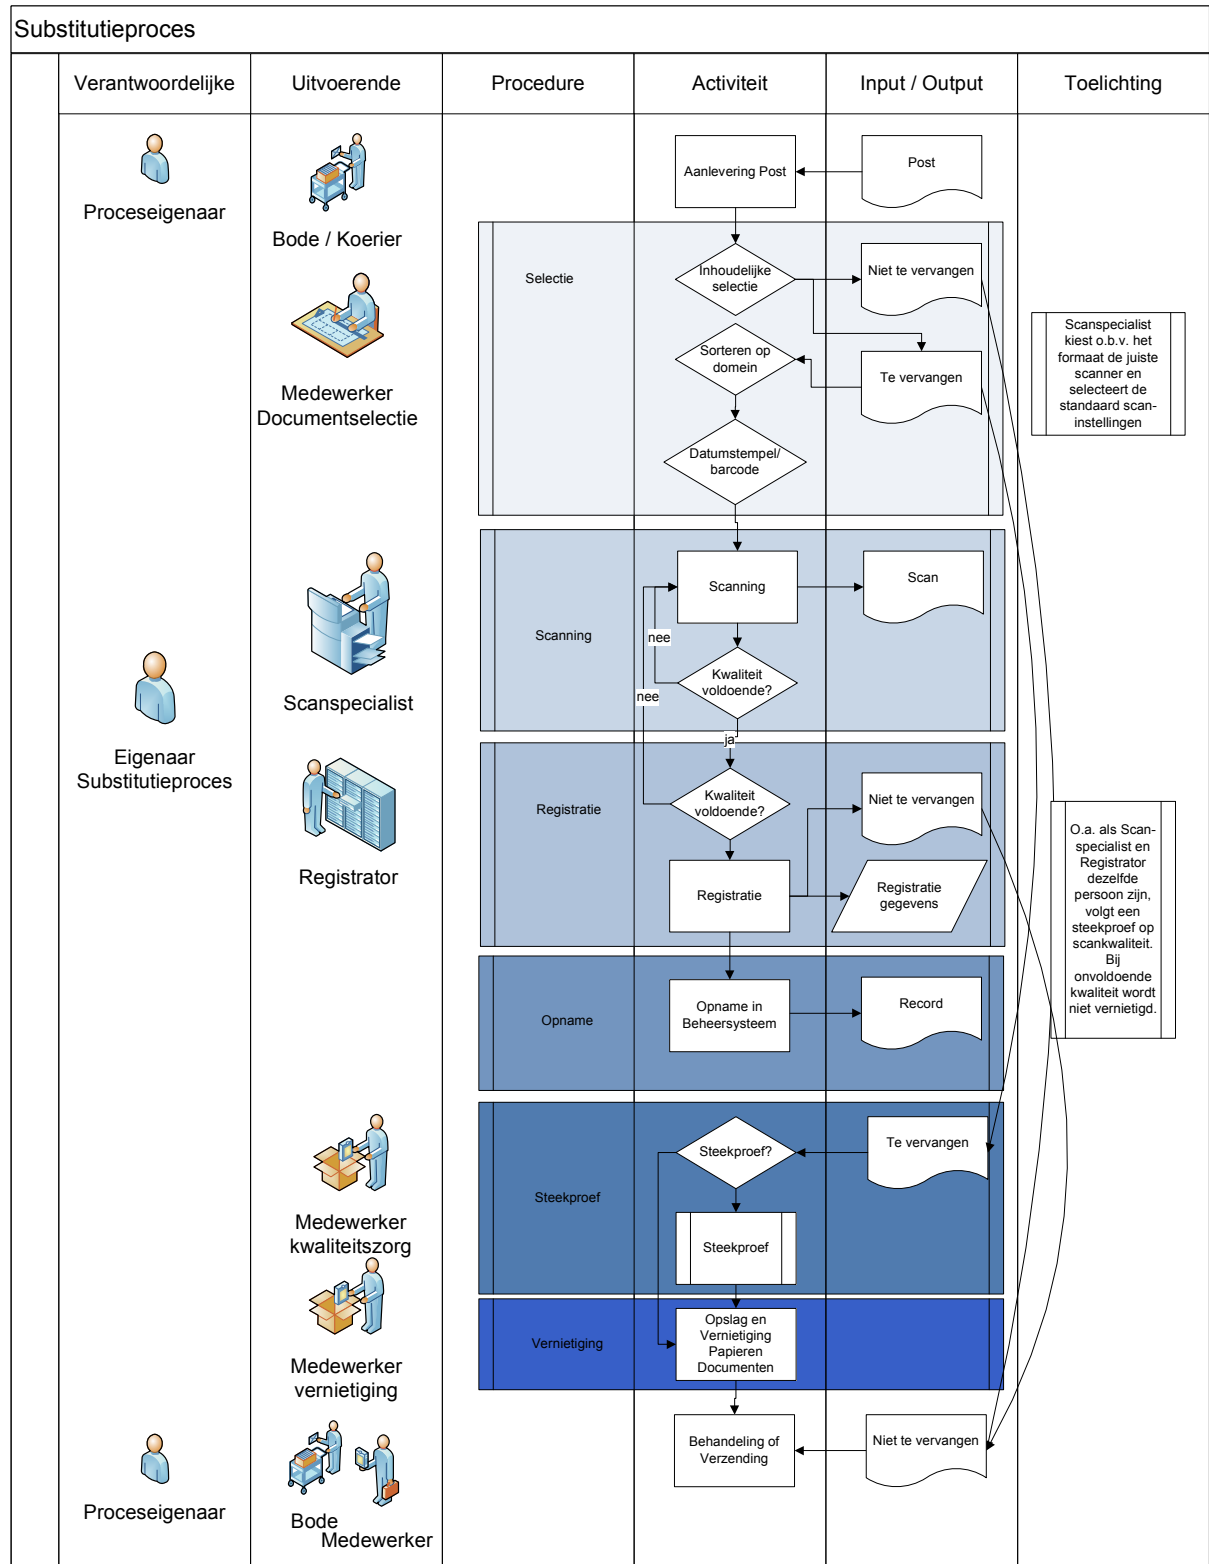 Substitutieproces
Verantwoordelijke
Uitvoerende
Procedure
Activiteit
Input / Output
Toelichting
Proceseigenaar
Bode / Koerier
Aanlevering Post
Post
Selectie
Inhoudelijke
selectie
Niet te vervangen
Medewerker
Documentselectie
Sorteren op
domein
Te vervangen
Scanspecialist
kiest o.b.v. het
formaat de juiste
scanner en
selecteert de
standaard scan-
instellingen
Datumstempel/
barcode
Scanspecialist
Scanning
Scanning
Scan
nee
Kwaliteit
voldoende?
nee
ja
Eigenaar
Substitutieproces
Registrator
Registratie
Kwaliteit
voldoende?
Niet te vervangen
Registratie
Registratie
gegevens
O.a. als Scan-
specialist en
Registrator
dezelfde
persoon zijn,
volgt een
steekproef op
scankwaliteit.
Bij
onvoldoende
kwaliteit wordt
niet vernietigd.
Opname
Opname in
Beheersysteem
Record
Medewerker
kwaliteitszorg
Steekproef
Steekproef?
Te vervangen
Steekproef
Medewerker
vernietiging
Vernietiging
Opslag en
Vernietiging
Papieren
Documenten
Proceseigenaar
Bode
Medewerker
Behandeling of
Verzending
Niet te vervangen